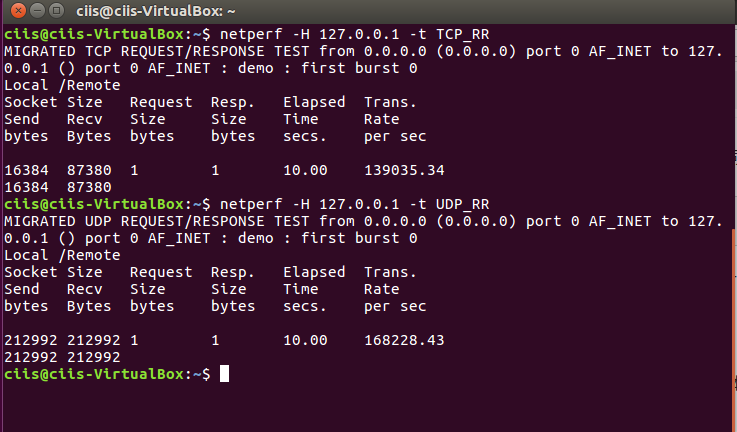 ciis@ciis-VirtualBox: ~
ciis@ciis-VirtualBox:~$ netperf -H 127.0.0.1 -t TCP_RR
MIGRATED TCP REQUEST/RESPONSE TEST from 0.0.0.0 (0.0.0.0) port 0 AF_INET to 127.
0.0.1 () port 0 AF_INET : demo : first burst 0
Local /Remote
Socket Size   Request  Resp.   Elapsed  Trans.
Send   Recv   Size     Size    Time     Rate
bytes  Bytes  bytes    bytes   secs.    per sec
16384  87380  1        1       10.00    139035.34
16384  87380
ciis@ciis-VirtualBox:~$ netperf -H 127.0.0.1 -t UDP_RR
MIGRATED UDP REQUEST/RESPONSE TEST from 0.0.0.0 (0.0.0.0) port 0 AF_INET to 127.
0.0.1 () port 0 AF_INET : demo : first burst 0
Local /Remote
Socket Size   Request  Resp.   Elapsed  Trans.
Send   Recv   Size     Size    Time     Rate
bytes  Bytes  bytes    bytes   secs.    per sec
212992 212992 1        1       10.00    168228.43
212992 212992
ciis@ciis-VirtualBox:~$